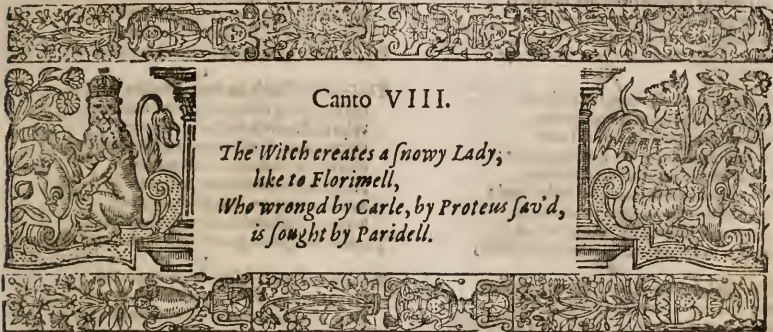 Canto VIII.
The Witch creates a ſnowy Lady,
like to Florimell,
Who wrongd by Carle, by Proteus ſav'd,
is ſought by Paridell.